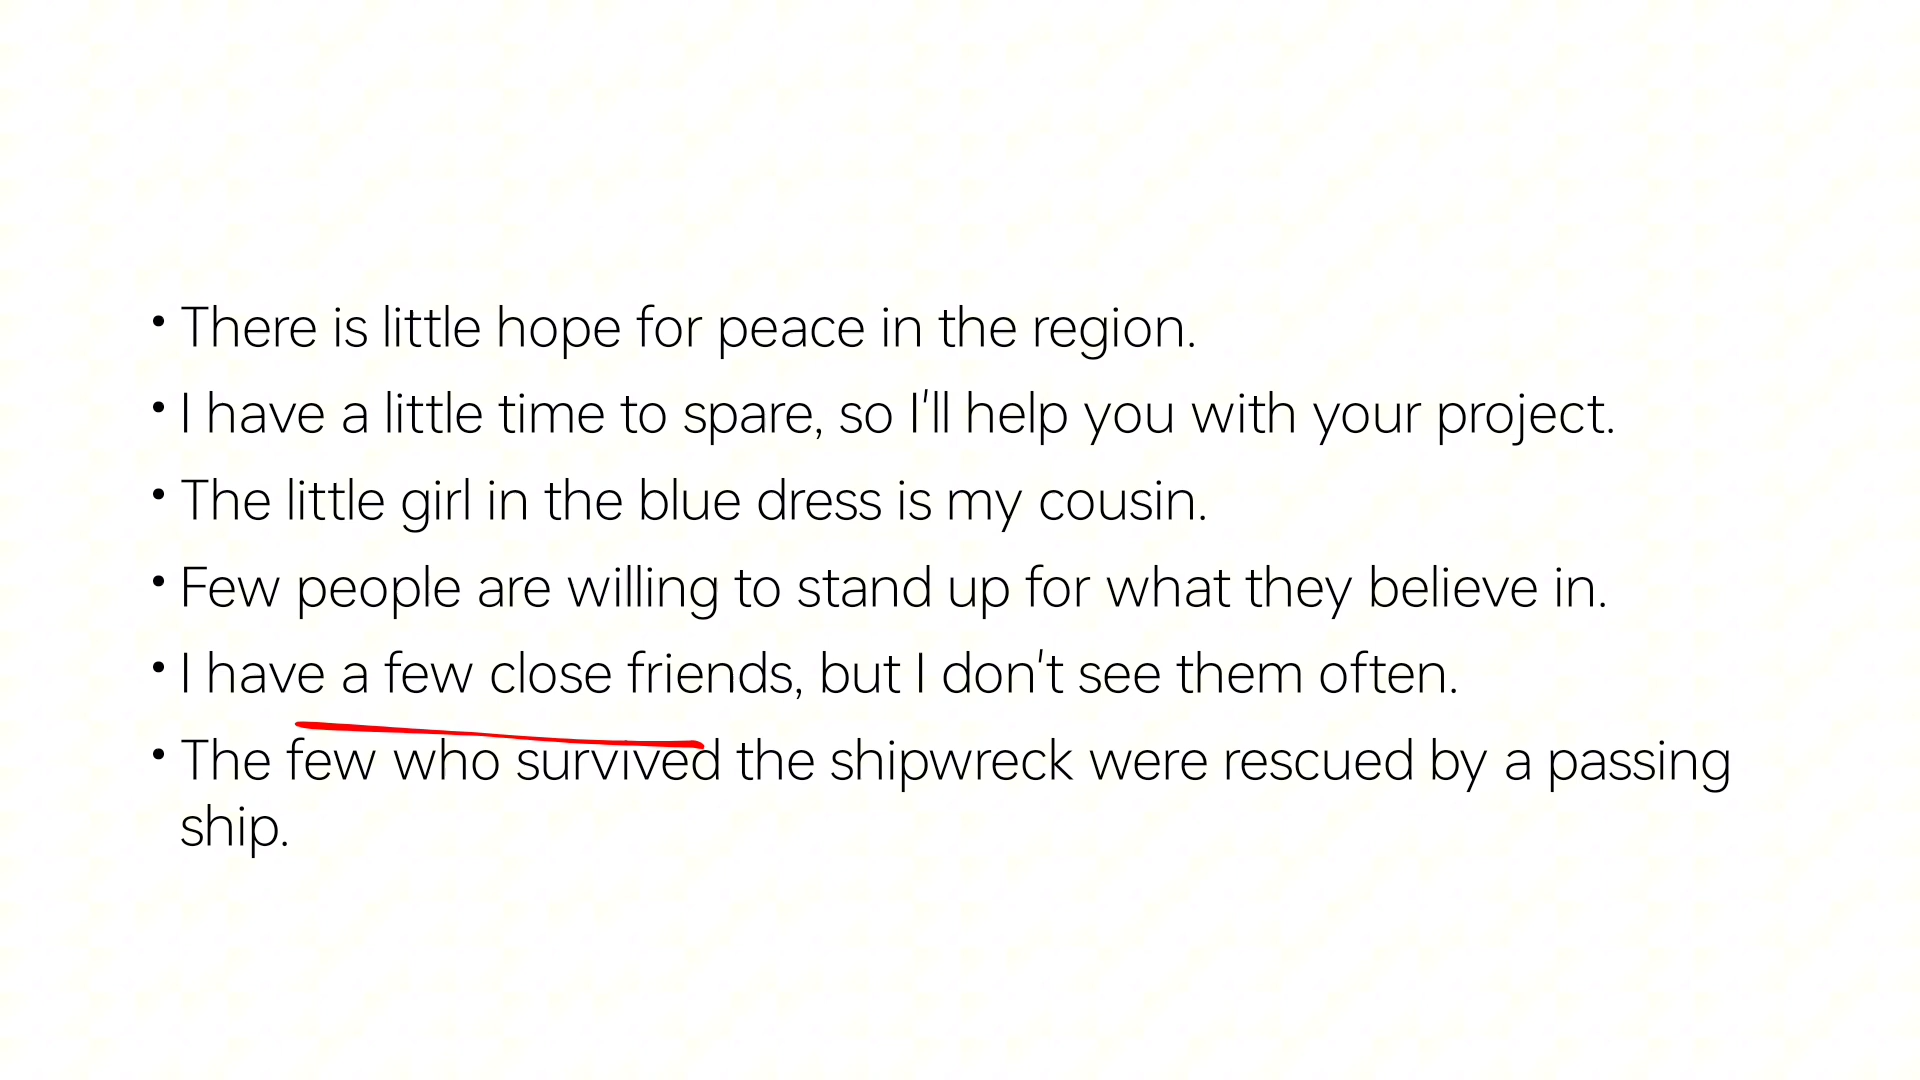 • There is little hope for peace in the region.
• I have a little time to spare, so I'll help you with your project.
• The little girl in the blue dress is my cousin.
• Few people are willing to stand up for what they believe in.
• I have a few close friends, but I don't see them often.
• The few who survived the shipwreck were rescued by a passing
ship.